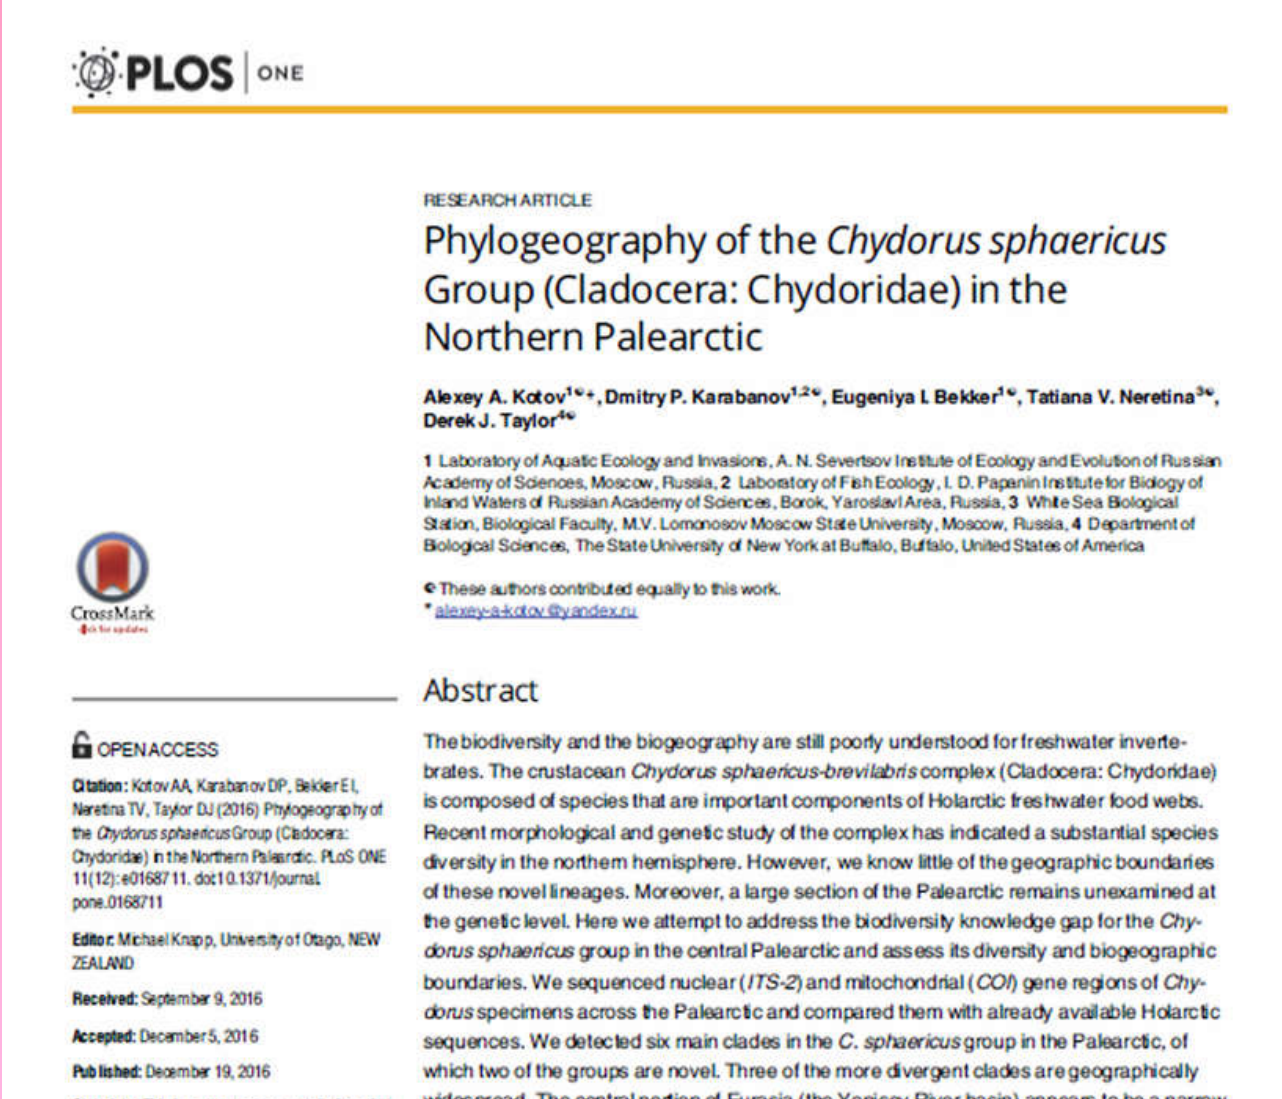 PLOS ONE
RESEARCH ARTICLE
Phylogeography of the Chydorus sphaericus
Group (Cladocera: Chydoridae) in the
Northern Palearctic
Alexey A. Kotov1*, Dmitry P. Karabanov1,2, Eugeniya I. Bekker1, Tatiana V. Neretina3,
Derek J. Taylor4
1 Laboratory of Aquatic Ecology and Invasions, A. N. Severtsov Institute of Ecology and Evolution of Russian
Academy of Sciences, Moscow, Russia, 2 Laboratory of Fish Ecology, I. D. Papanin Institute for Biology of
Inland Waters of Russian Academy of Sciences, Borok, Yaroslavl Area, Russia, 3 White Sea Biological
Station, Biological Faculty, M.V. Lomonosov Moscow State University, Moscow, Russia, 4 Department of
Biological Sciences, The State University of New York at Buffalo, Buffalo, United States of America
These authors contributed equally to this work.
* alexey-a-kotov@yandex.ru
CrossMark
click for updates
OPEN ACCESS
Citation: Kotov AA, Karabanov DP, Bekker EI,
Neretina TV, Taylor DJ (2016) Phylogeography of
the Chydorus sphaericus Group (Cladocera:
Chydoridae) in the Northern Palearctic. PLoS ONE
11(12): e0168711. doi:10.1371/journal.
pone.0168711
Editor: Michael Knapp, University of Otago, NEW
ZEALAND
Received: September 9, 2016
Accepted: December 5, 2016
Published: December 19, 2016
Abstract
The biodiversity and the biogeography are still poorly understood for freshwater inverte-
brates. The crustacean Chydorus sphaericus-brevilabris complex (Cladocera: Chydoridae)
is composed of species that are important components of Holarctic freshwater food webs.
Recent morphological and genetic study of the complex has indicated a substantial species
diversity in the northern hemisphere. However, we know little of the geographic boundaries
of these novel lineages. Moreover, a large section of the Palearctic remains unexamined at
the genetic level. Here we attempt to address the biodiversity knowledge gap for the Chy-
dorus sphaericus group in the central Palearctic and assess its diversity and biogeographic
boundaries. We sequenced nuclear (ITS-2) and mitochondrial (COI) gene regions of Chy-
dorus specimens across the Palearctic and compared them with already available Holarctic
sequences. We detected six main clades in the C. sphaericus group in the Palearctic, of
which two of the groups are novel. Three of the more divergent clades are geographically
widespread. The central portion of Eurasia (the Yenisey River basin) appears to be a narrow